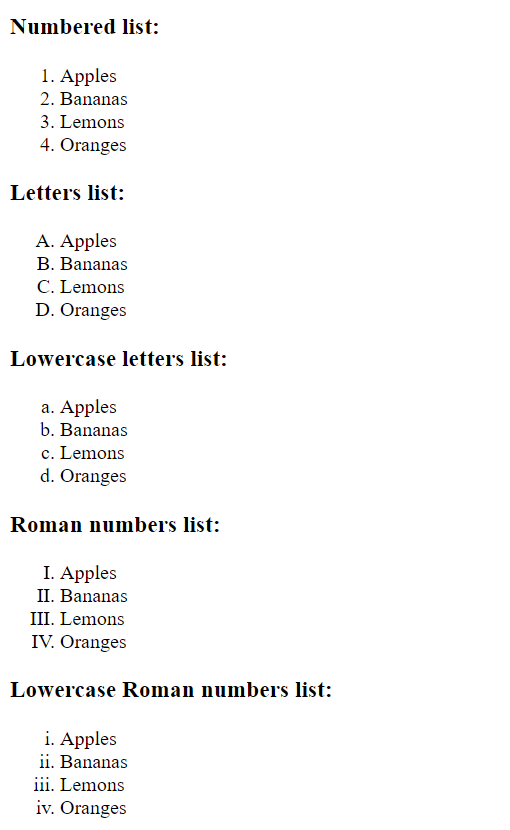 Numbered list:
1. Apples
2. Bananas
3. Lemons
4. Oranges
Letters list:
A. Apples
B. Bananas
C. Lemons
D. Oranges
Lowercase letters list:
a. Apples
b. Bananas
c. Lemons
d. Oranges
Roman numbers list:
I. Apples
II. Bananas
III. Lemons
IV. Oranges
Lowercase Roman numbers list:
i. Apples
ii. Bananas
iii. Lemons
iv. Oranges